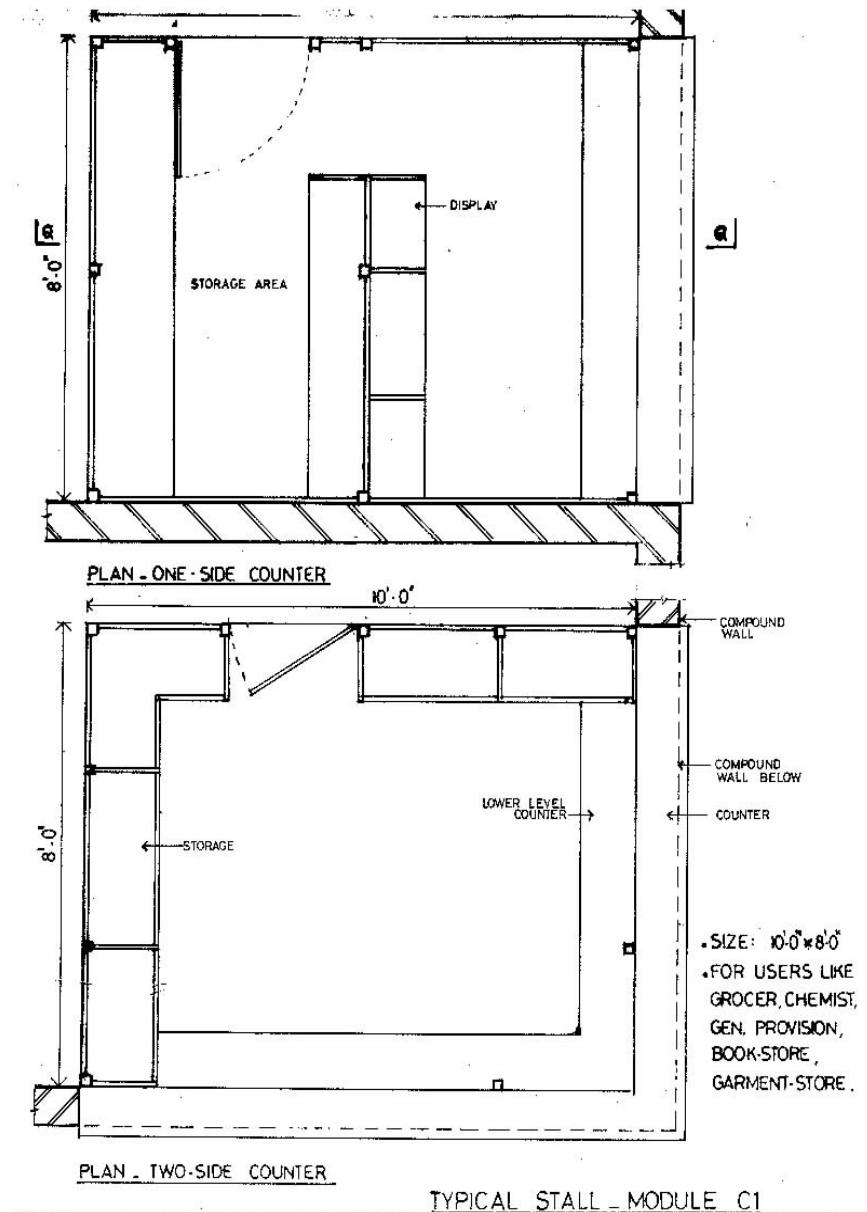 DISPLAY
a
a
8'-0"
STORAGE AREA
PLAN - ONE-SIDE COUNTER
10'-0"
COMPOUND
WALL
COMPOUND
WALL BELOW
LOWER LEVEL
COUNTER
COUNTER
8'-0"
STORAGE
.SIZE: 10'-0"x8'-0"
.FOR USERS LIKE
GROCER, CHEMIST,
GEN. PROVISION,
BOOK-STORE,
GARMENT-STORE.
PLAN - TWO-SIDE COUNTER
TYPICAL STALL - MODULE C1